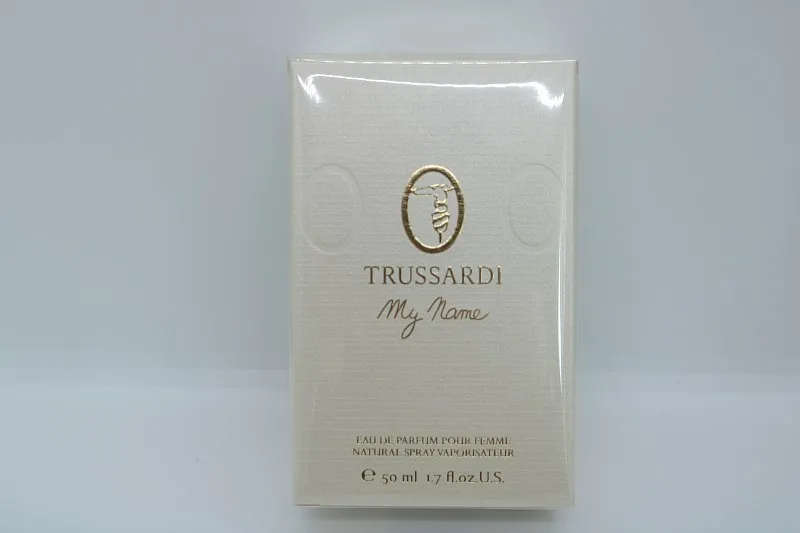 TRUSSARDI
My Name
EAU DE PARFUM POUR FEMME
NATURAL SPRAY VAPORISATEUR
℮ 50 ml 1.7 fl.oz.U.S.